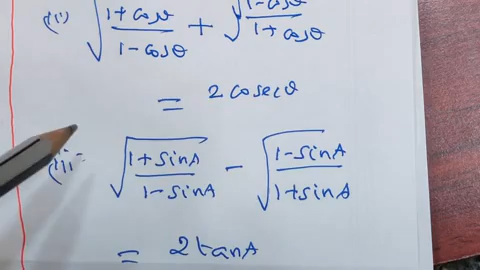 (i) √(1+cosθ / 1-cosθ) + √(1-cosθ / 1+cosθ)
= 2cosecθ
(ii) √(1+sinA / 1-sinA) - √(1-sinA / 1+sinA)
= 2tanA